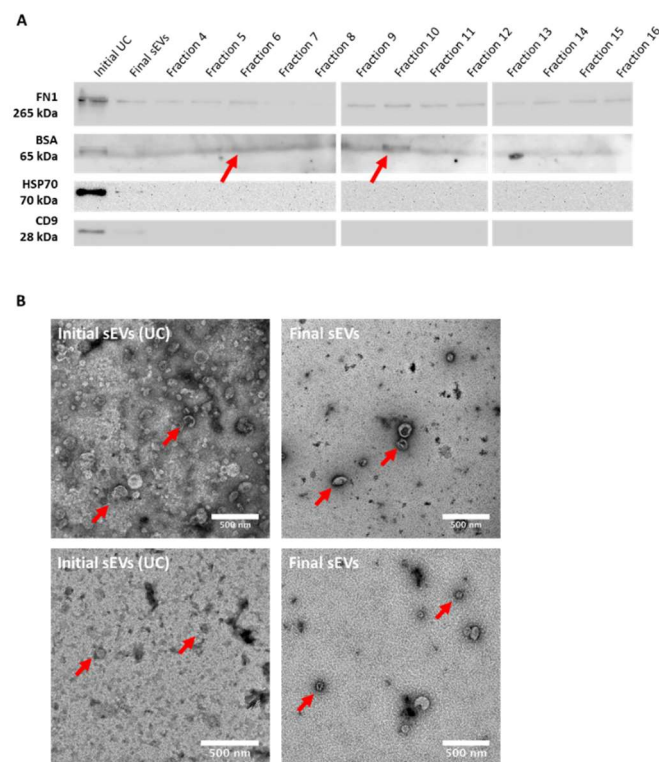 A
Initial UC
Final sEVs
Fraction 4
Fraction 5
Fraction 6
Fraction 7
Fraction 8
Fraction 9
Fraction 10
Fraction 11
Fraction 12
Fraction 13
Fraction 14
Fraction 15
Fraction 16
FN1
265 kDa
BSA
65 kDa
HSP70
70 kDa
CD9
28 kDa
B
Initial sEVs (UC)
500 nm
Final sEVs
500 nm
Initial sEVs (UC)
500 nm
Final sEVs
500 nm